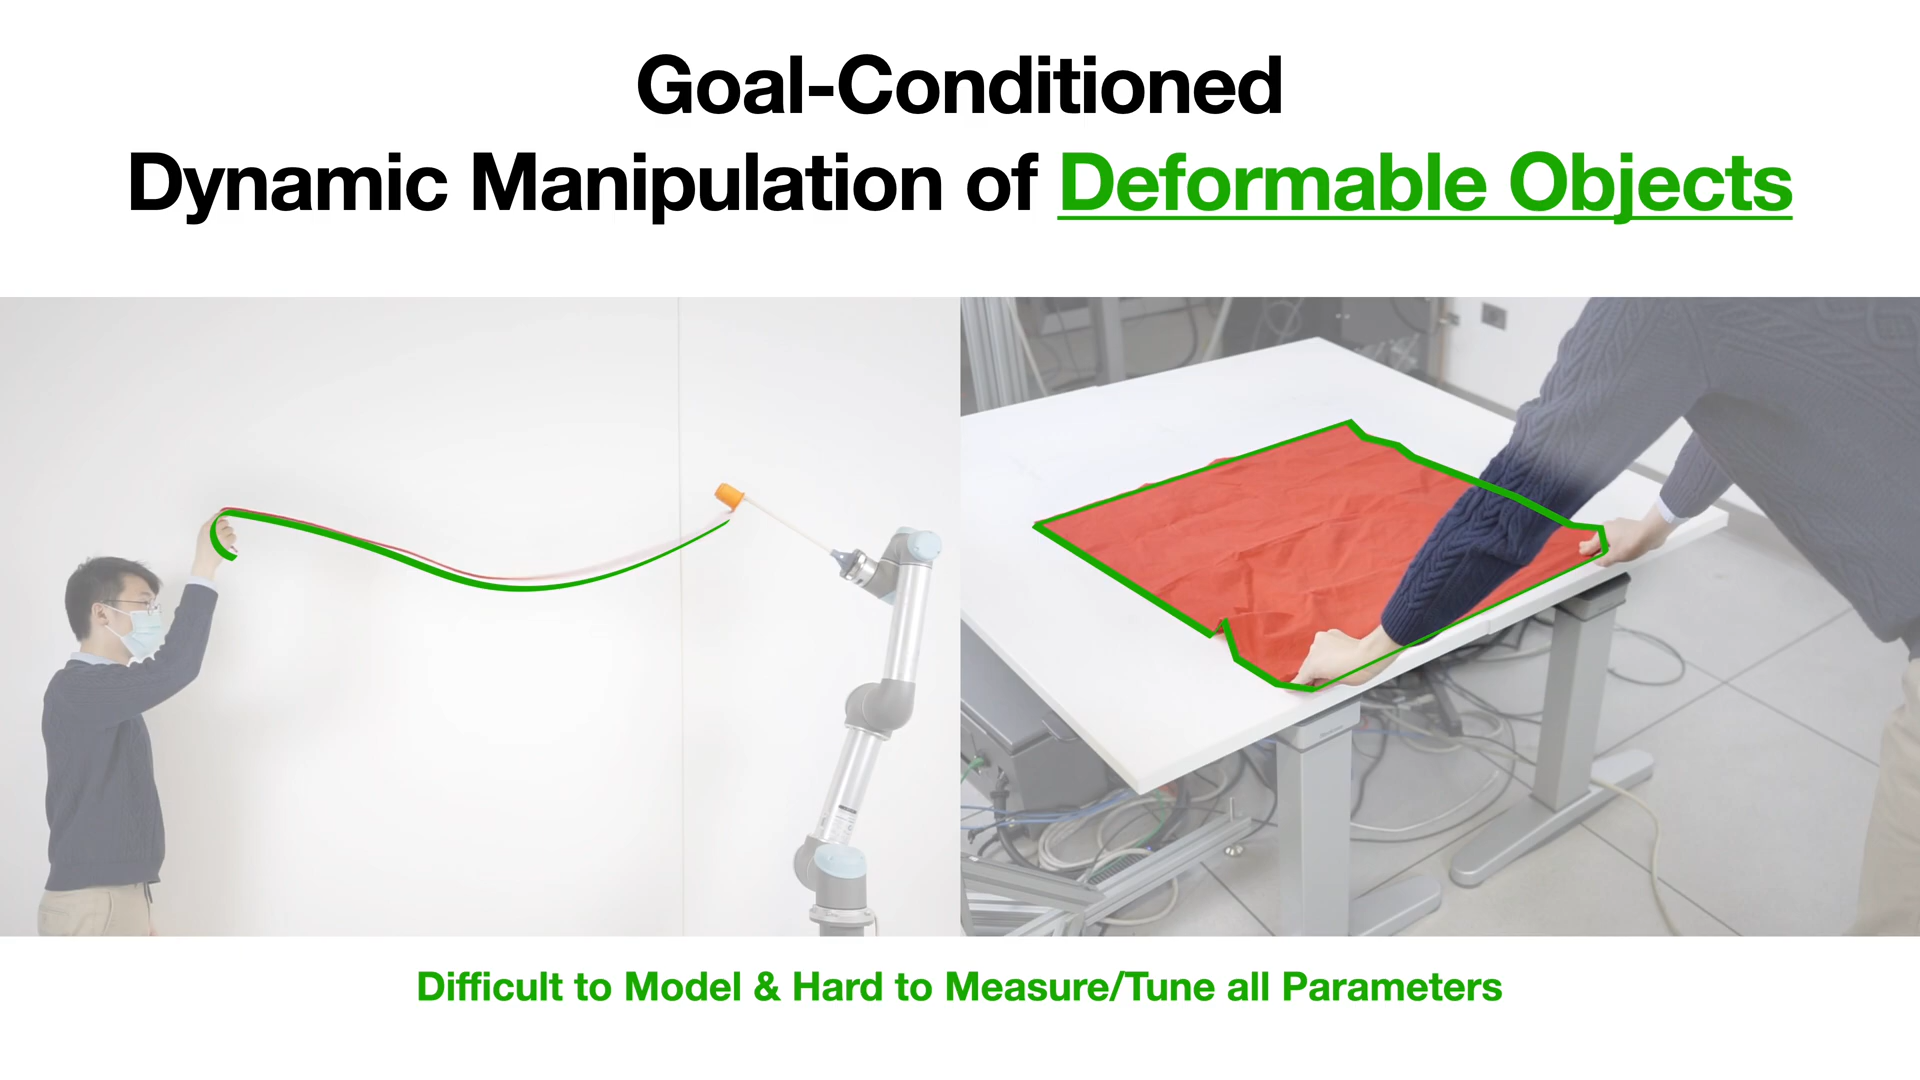 Goal-Conditioned
Dynamic Manipulation of Deformable Objects
Difficult to Model & Hard to Measure/Tune all Parameters